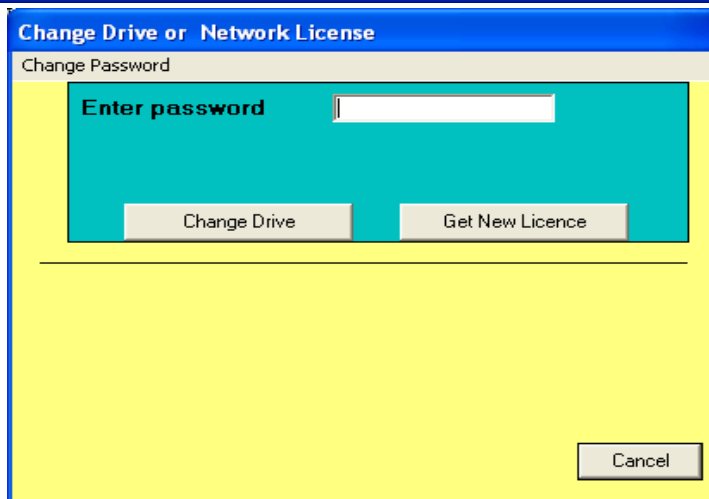 Change Drive or Network License
Change Password
Enter password
Change Drive
Get New Licence
Cancel